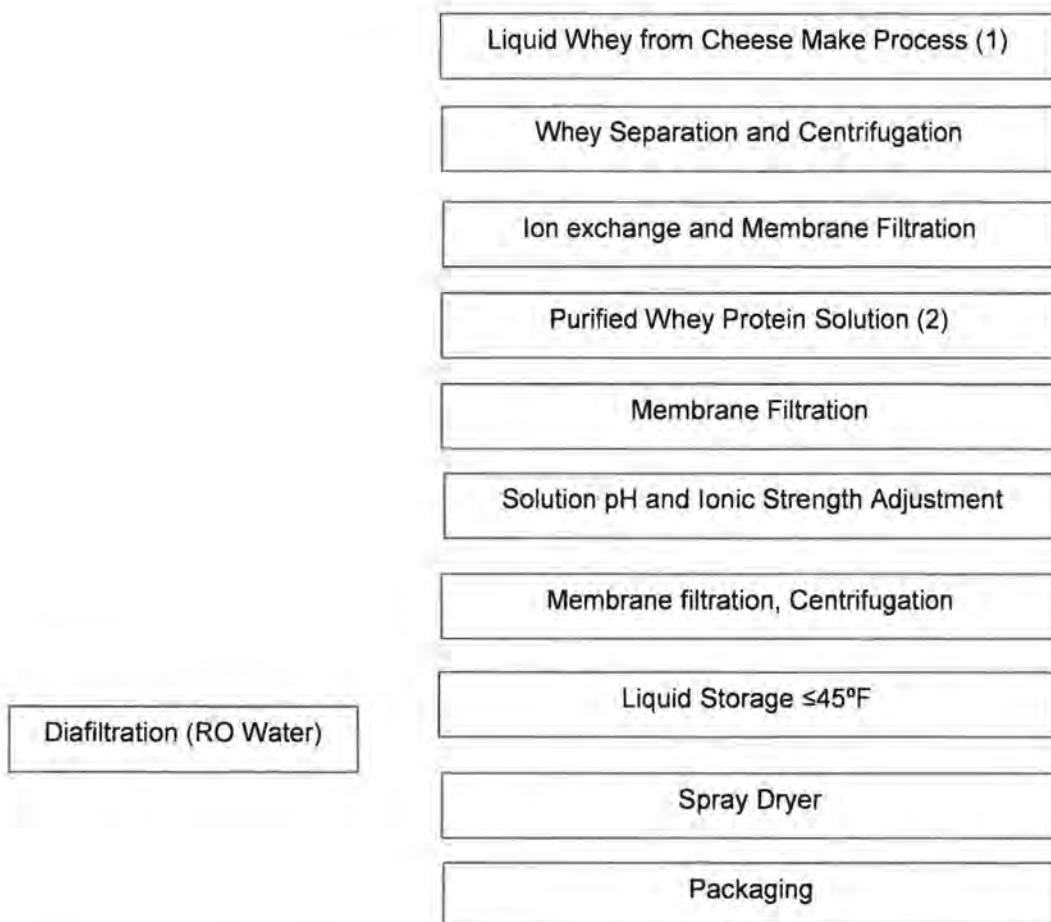 Liquid Whey from Cheese Make Process (1)
Whey Separation and Centrifugation
Ion exchange and Membrane Filtration
Purified Whey Protein Solution (2)
Membrane Filtration
Solution pH and Ionic Strength Adjustment
Membrane filtration, Centrifugation
Liquid Storage ≤45ºF
Diafiltration (RO Water)
Spray Dryer
Packaging